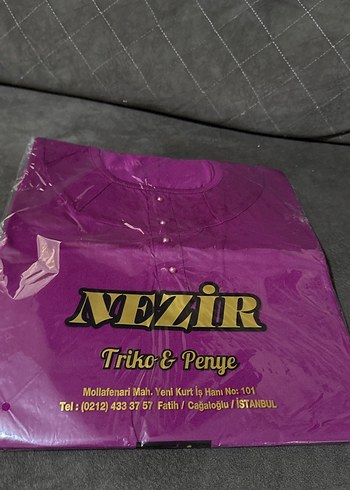 NEZİR
Triko & Penye
Mollafenari Mah. Yeni Kurt İş Hanı No: 101
Tel : (0212) 433 37 57 Fatih / Cağaloğlu / İSTANBUL